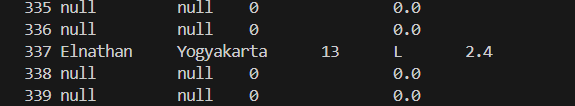 335 null null 0 0.0
336 null null 0 0.0
337 Elnathan Yogyakarta 13 L 2.4
338 null null 0 0.0
339 null null 0 0.0